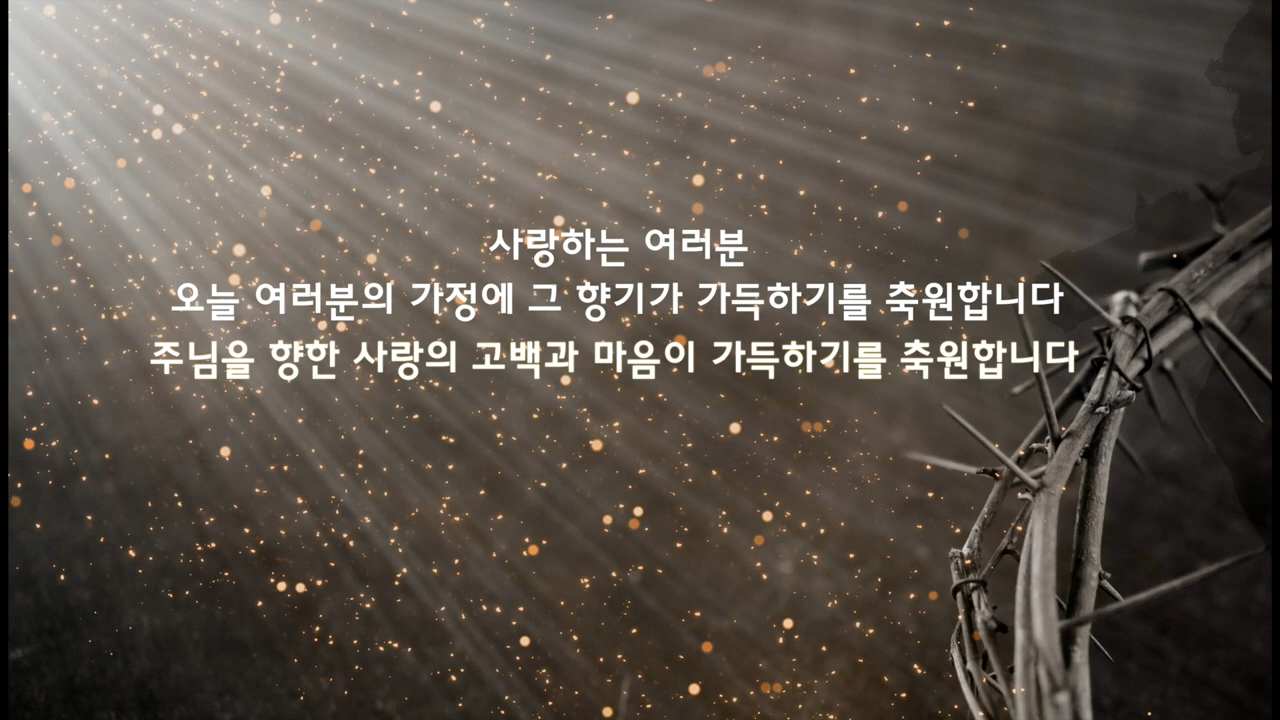 사랑하는 여러분
오늘 여러분의 가정에 그 향기가 가득하기를 축원합니다
주님을 향한 사랑의 고백과 마음이 가득하기를 축원합니다